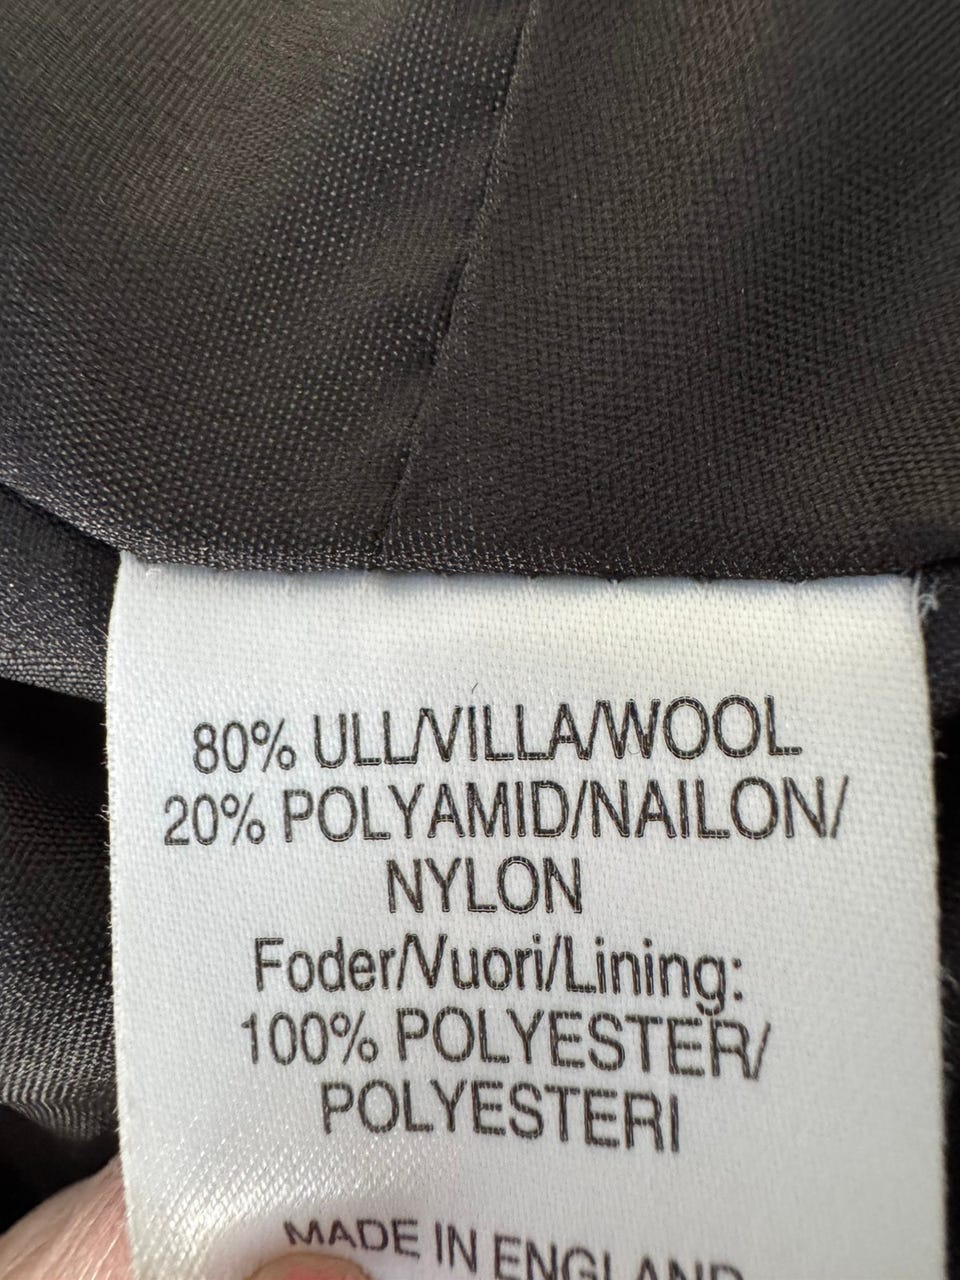 80% ULL/VILLA/WOOL
20% POLYAMID/NAILON/
NYLON
Foder/Vuori/Lining:
100% POLYESTER/
POLYESTERI
MADE IN ENGLAND